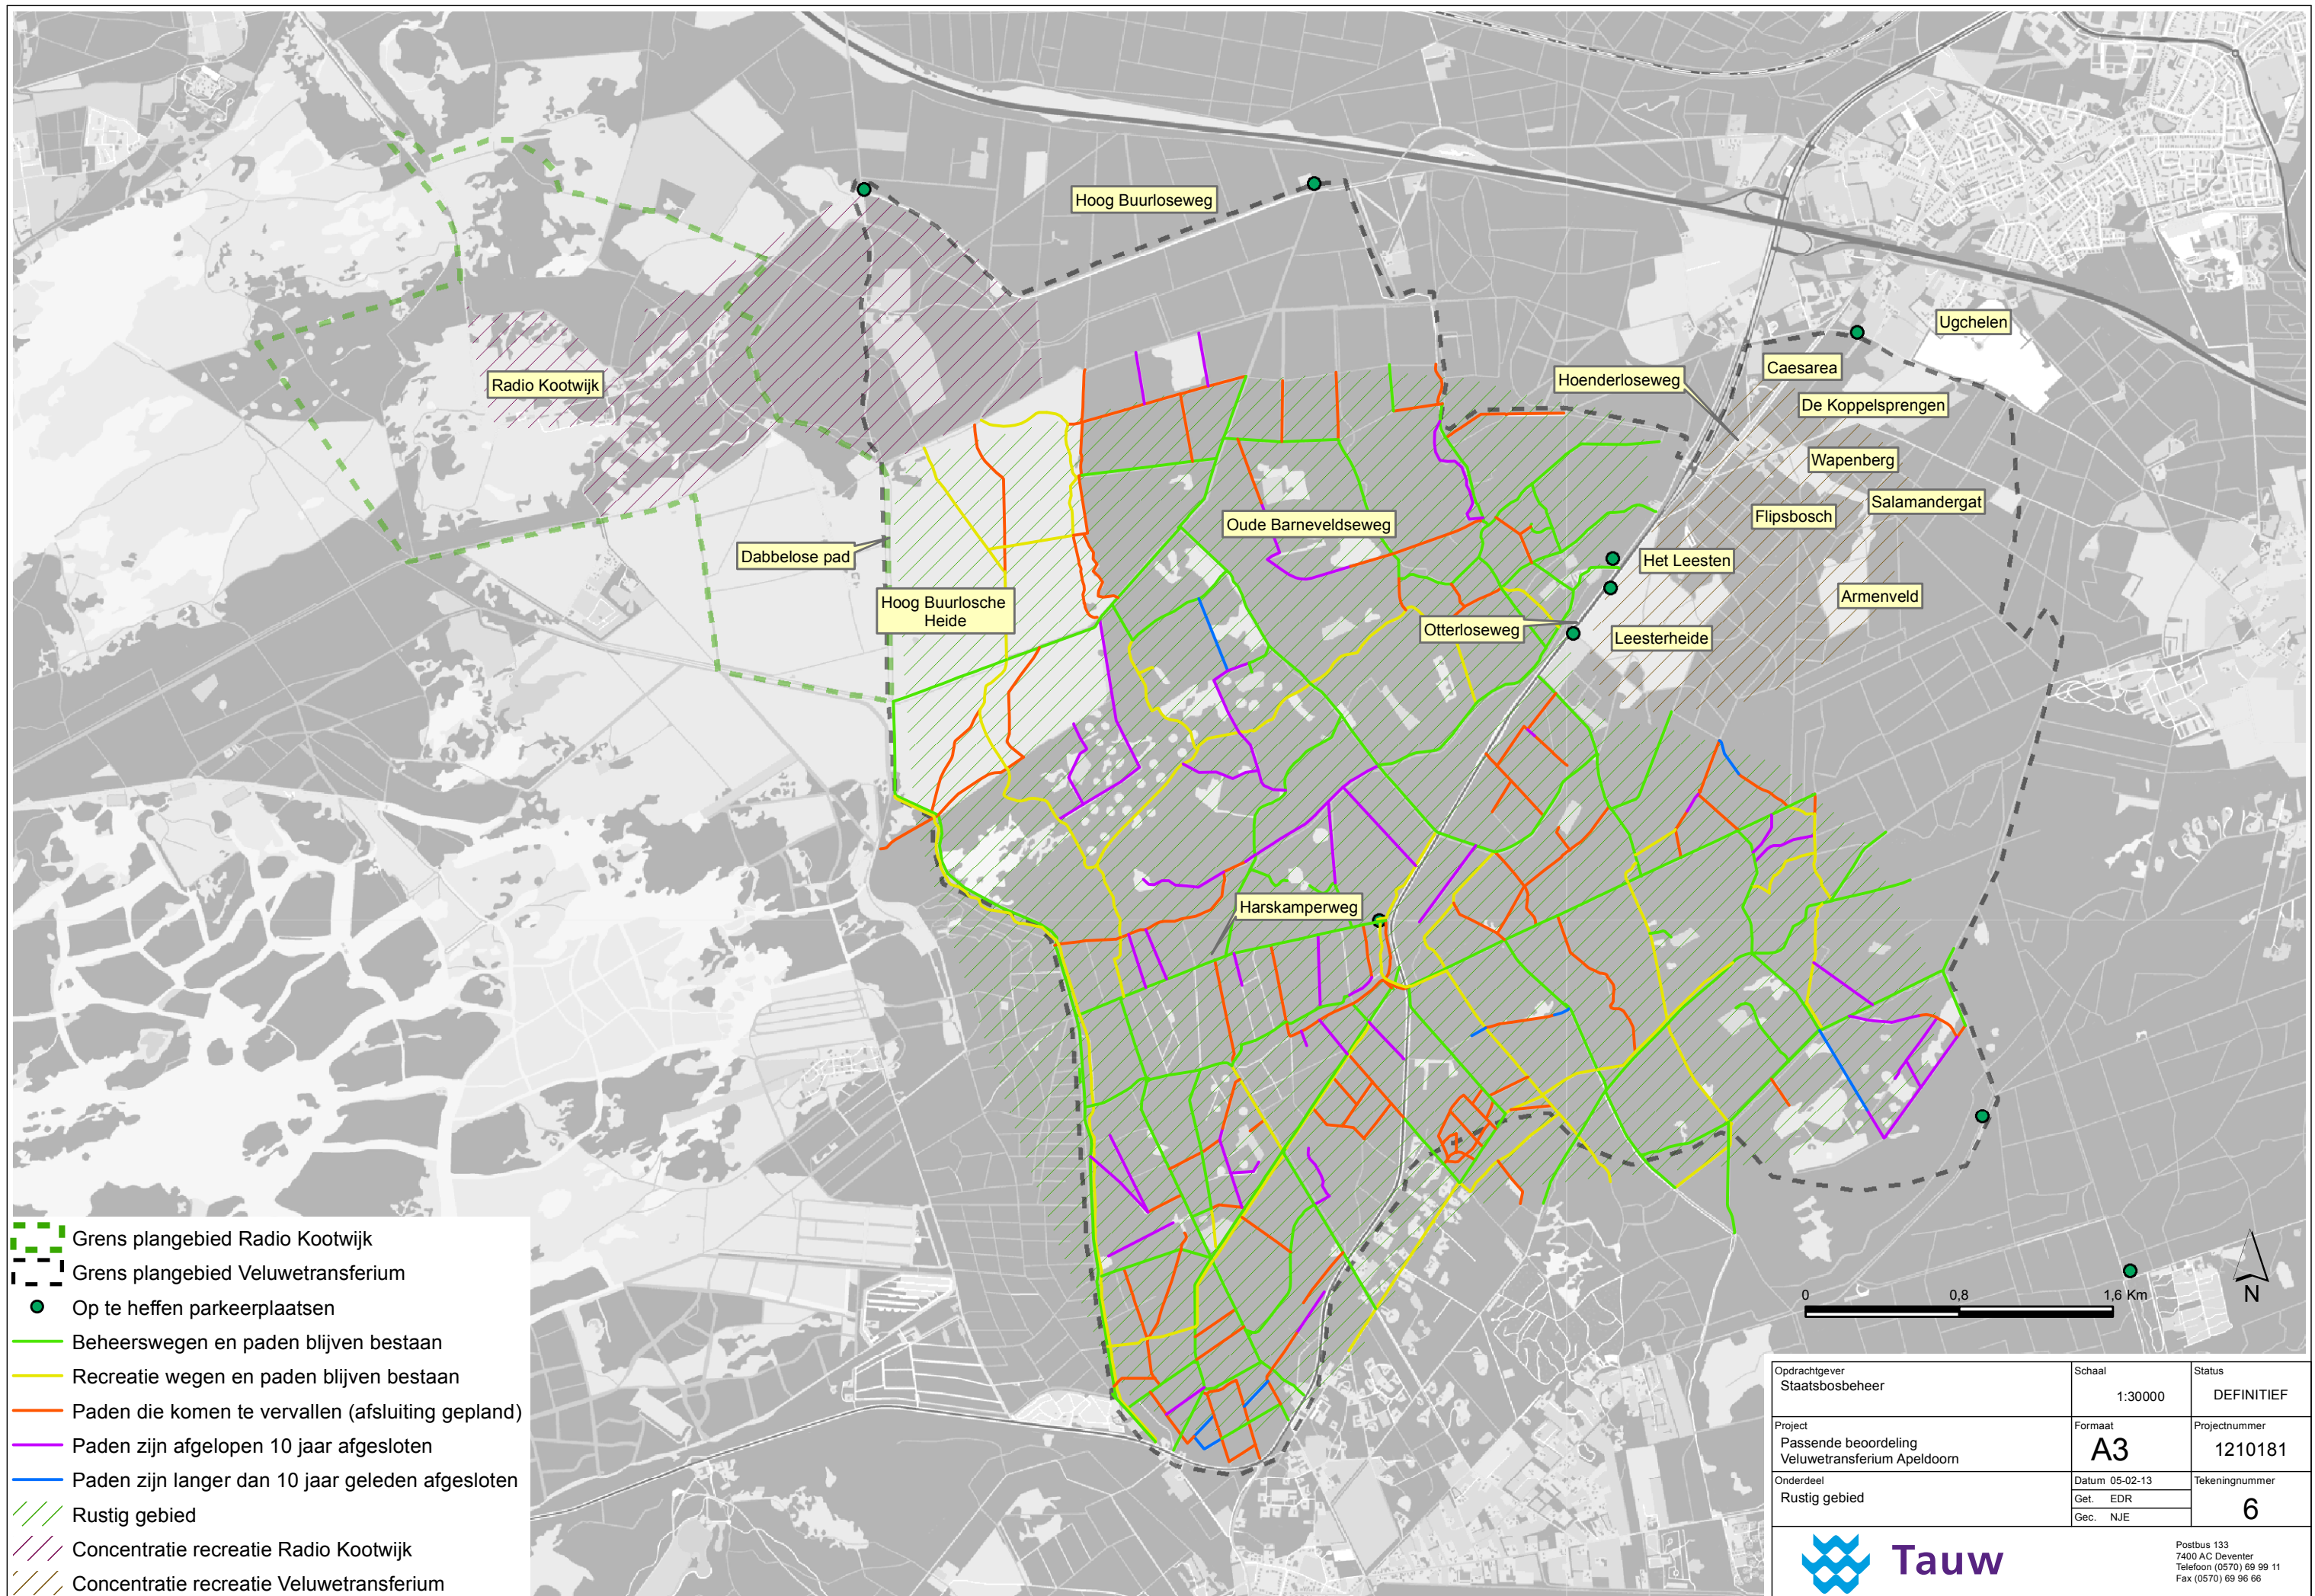 Hoog Buurloseweg
Ugchelen
Caesarea
Hoenderloseweg
Radio Kootwijk
De Koppelsprengen
Wapenberg
Salamandergat
Flipsbosch
Oude Barneveldseweg
Dabbelose pad
Het Leesten
Armenveld
Hoog Buurlosche
Heide
Otterloseweg
Leesterheide
Harskamperweg
Grens plangebied Radio Kootwijk
Grens plangebied Veluwetransferium
Op te heffen parkeerplaatsen
Beheerswegen en paden blijven bestaan
Recreatie wegen en paden blijven bestaan
Paden die komen te vervallen (afsluiting gepland)
Paden zijn afgelopen 10 jaar afgesloten
Paden zijn langer dan 10 jaar geleden afgesloten
Rustig gebied
Concentratie recreatie Radio Kootwijk
Concentratie recreatie Veluwetransferium
0 0,8 1,6 Km
N
Opdrachtgever
Staatsbosbeheer
Schaal
1:30000
Status
DEFINITIEF
Project
Passende beoordeling
Veluwetransferium Apeldoorn
Formaat
A3
Projectnummer
1210181
Onderdeel
Rustig gebied
Datum 05-02-13
Get. EDR
Gec. NJE
Tekeningnummer
6
Tauw
Postbus 133
7400 AC Deventer
Telefoon (0570) 69 99 11
Fax (0570) 69 96 66